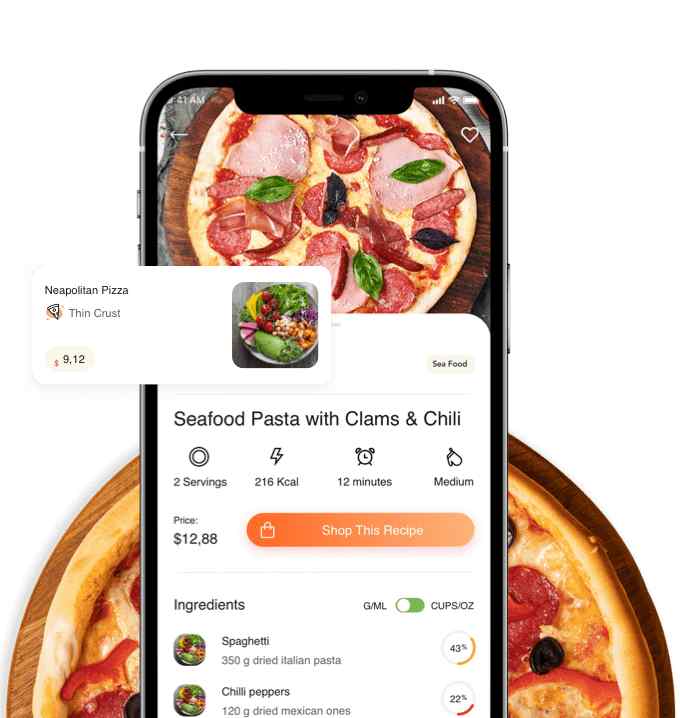 9:41 AM
Neapolitan Pizza
Thin Crust
$ 9,12
Sea Food
Seafood Pasta with Clams & Chili
2 Servings 216 Kcal 12 minutes Medium
Price:
$12,88
Shop This Recipe
Ingredients G/ML CUPS/OZ
Spaghetti
350 g dried italian pasta
43%
Chilli peppers
120 g dried mexican ones
22%